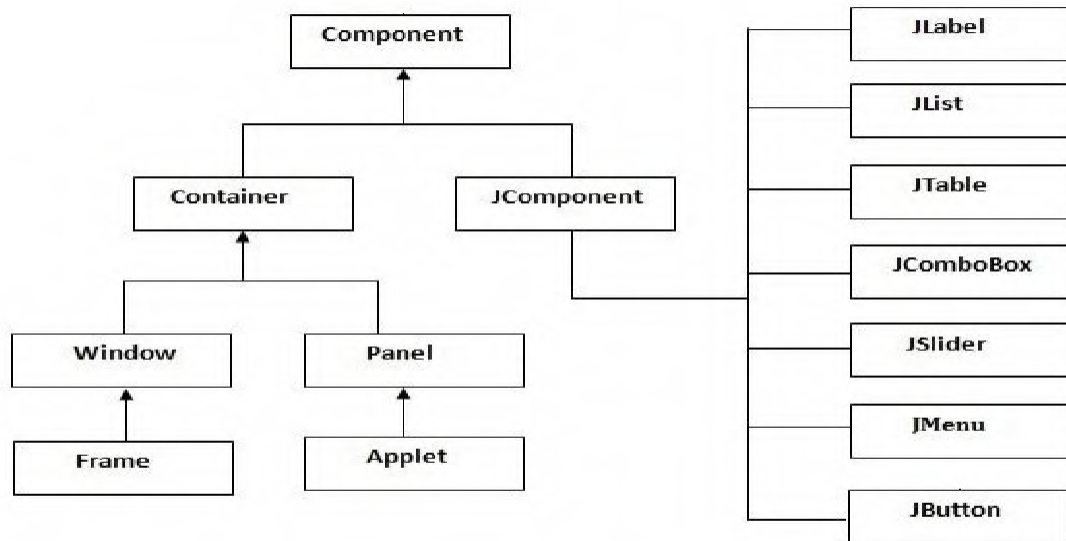 Component
Container
JComponent
Window
Panel
Frame
Applet
JLabel
JList
JTable
JComboBox
JSlider
JMenu
JButton